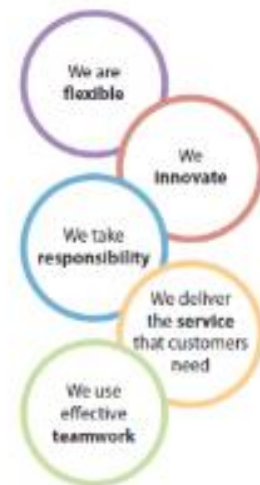 We are
flexible
We
innovate
We take
responsibility
We deliver
the service
that customers
need
We use
effective
teamwork